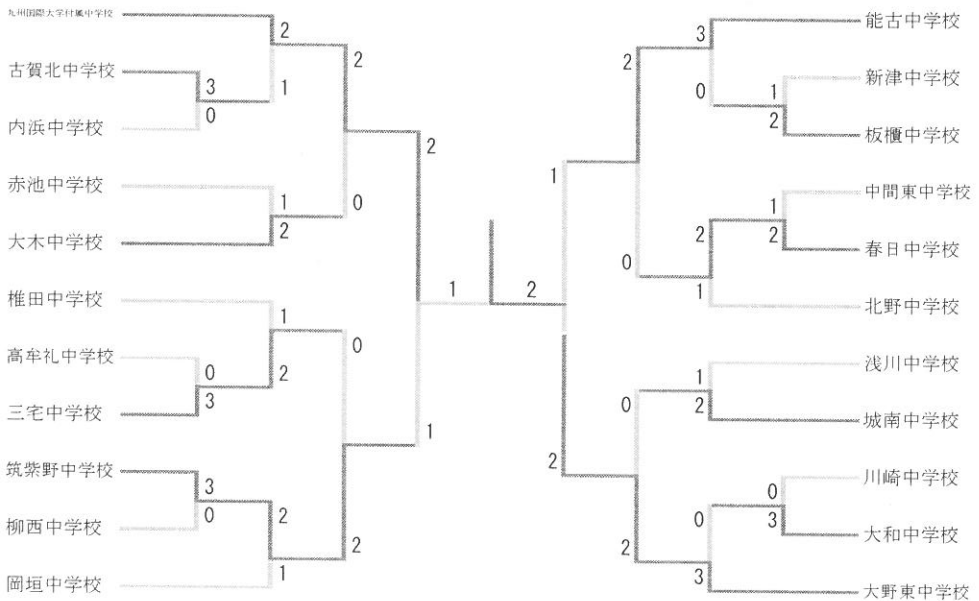 九州国際大学付属中学校
古賀北中学校
内浜中学校
赤池中学校
大木中学校
椎田中学校
高牟礼中学校
三宅中学校
筑紫野中学校
柳西中学校
岡垣中学校
2
1
3
0
2
0
1
2
2
1
1
2
0
3
0
1
2
3
0
2
1
2
1
2
能古中学校
新津中学校
板櫃中学校
中間東中学校
春日中学校
北野中学校
浅川中学校
城南中学校
川崎中学校
大和中学校
大野東中学校
3
0
1
2
2
0
1
2
1
2
1
1
2
0
2
0
3
0
3
2